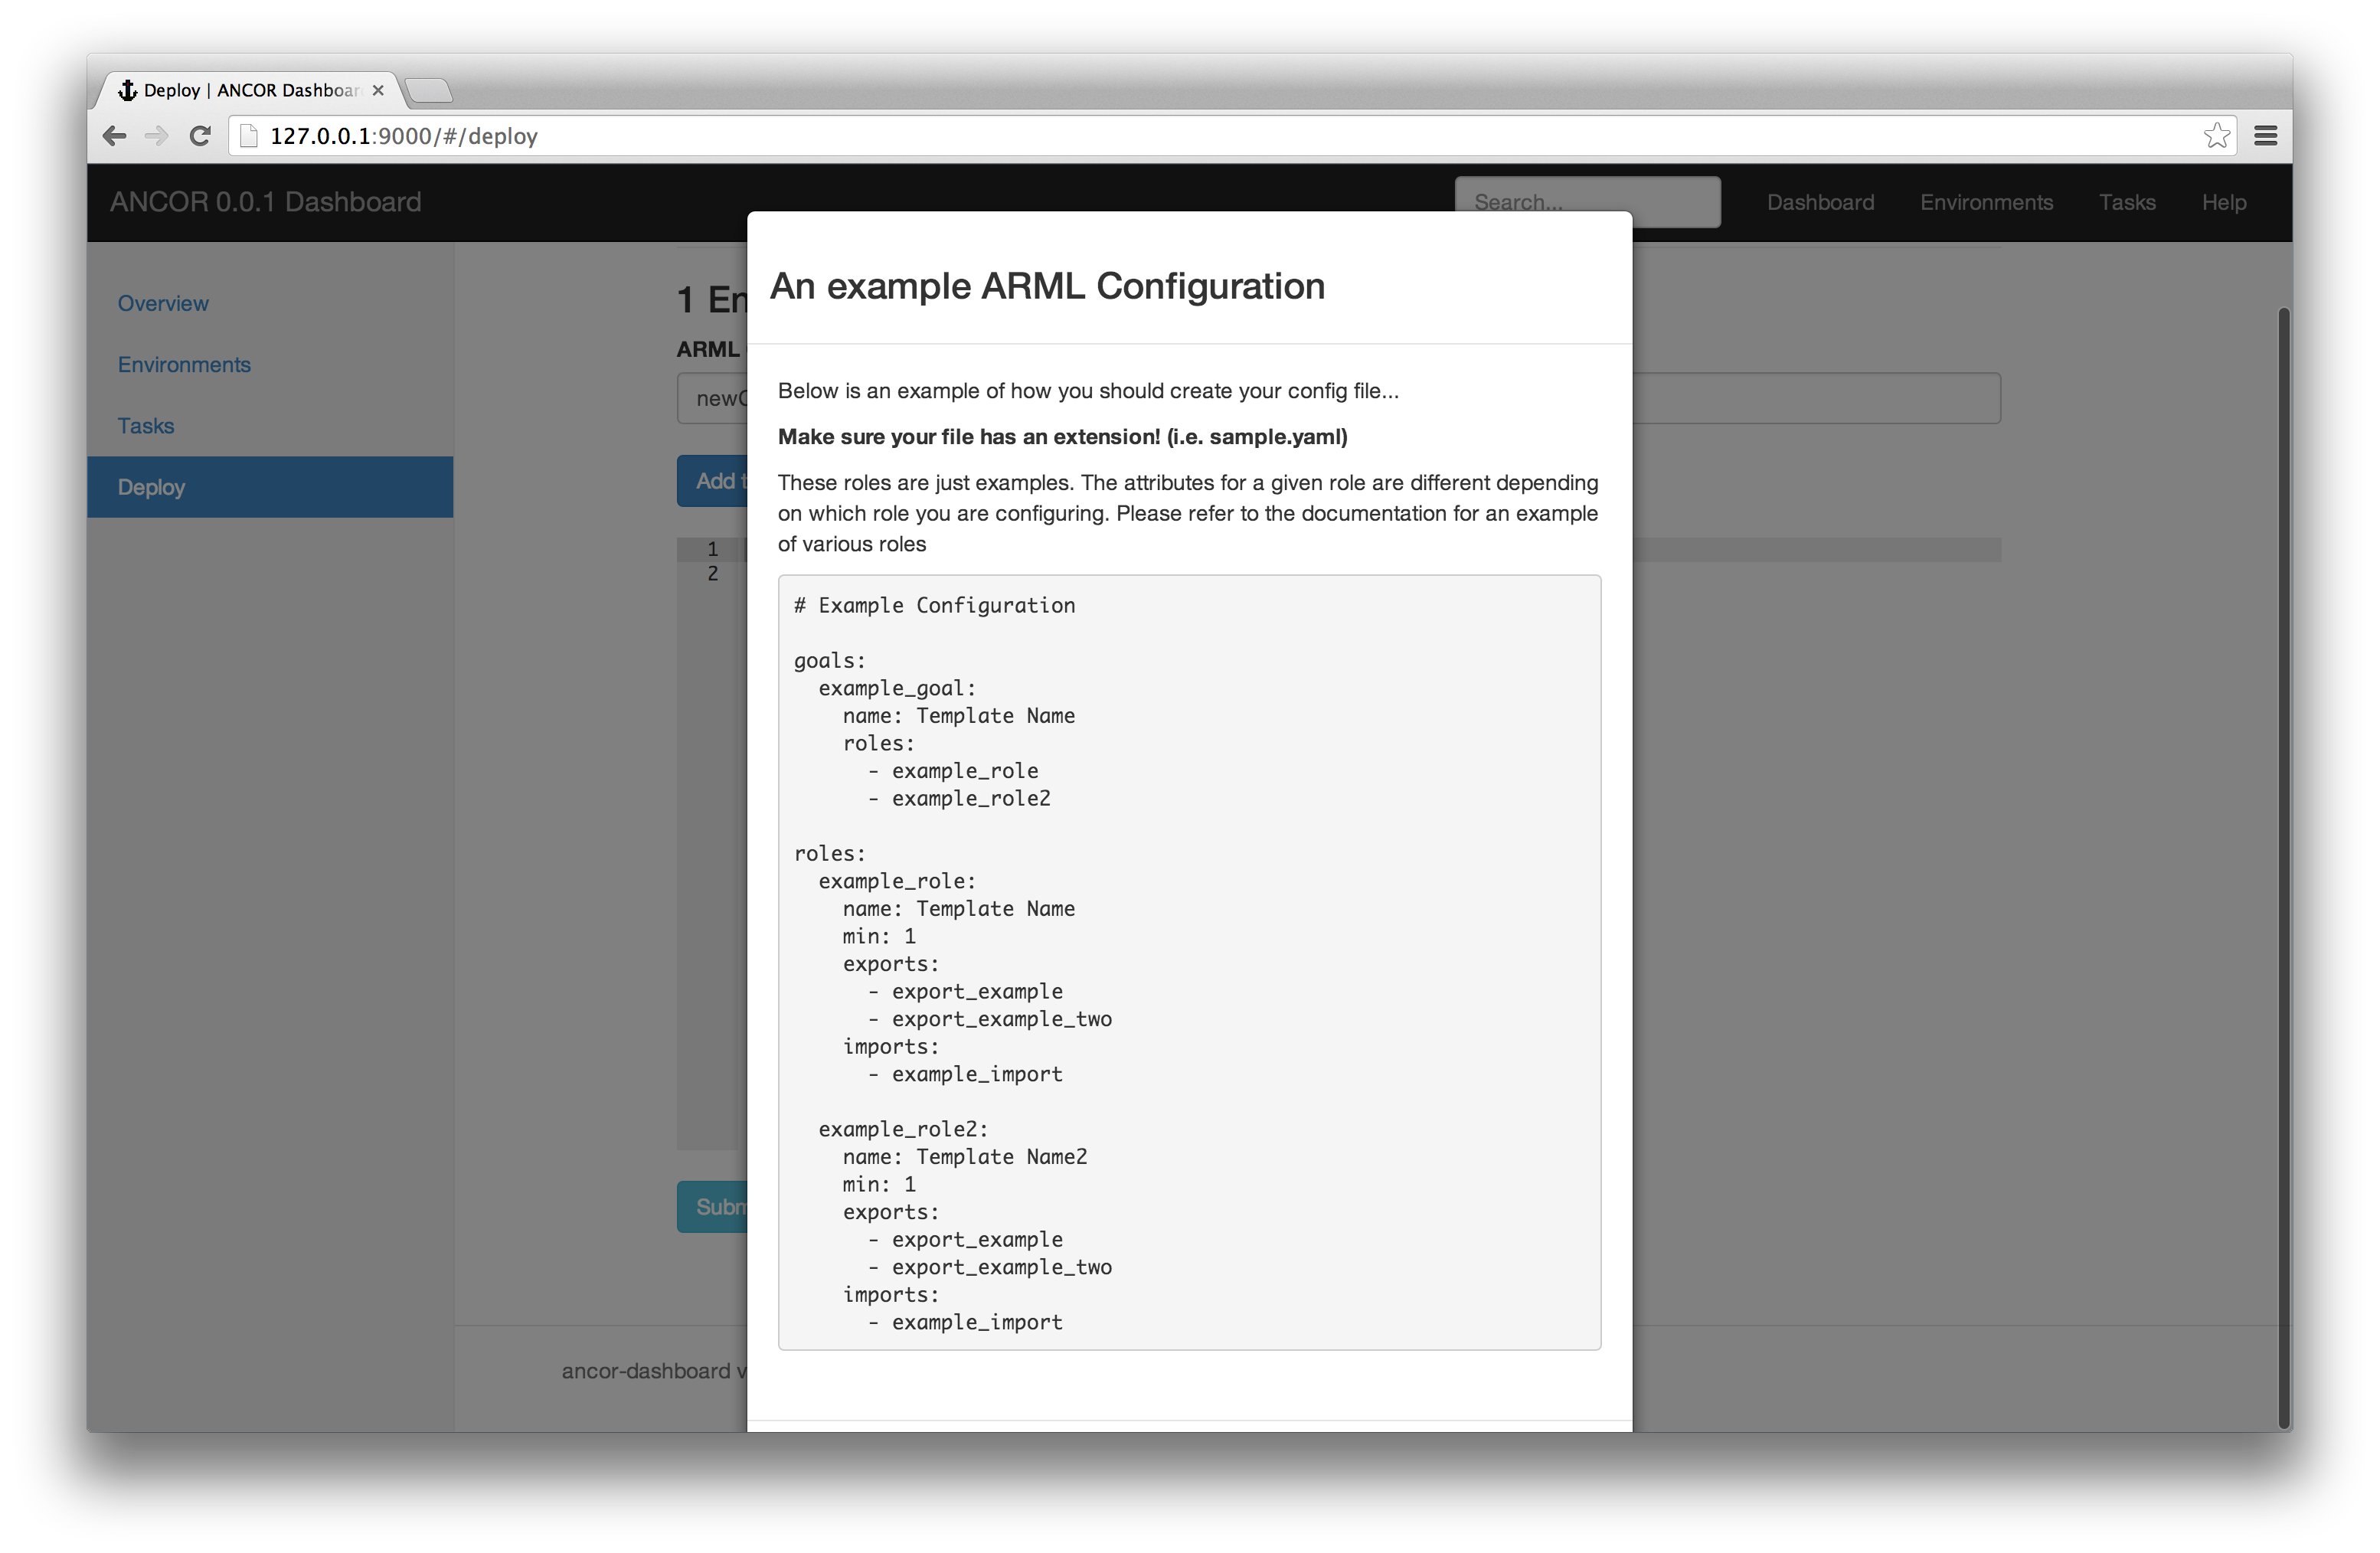 Deploy | ANCOR Dashboar
127.0.0.1:9000/#/deploy
ANCOR 0.0.1 Dashboard
Search...
Dashboard
Environments
Tasks
Help
Overview
Environments
Tasks
Deploy
1 En
ARML
newC
Add t
1
2
Subm
ancor-dashboard v
An example ARML Configuration
Below is an example of how you should create your config file...
Make sure your file has an extension! (i.e. sample.yaml)
These roles are just examples. The attributes for a given role are different depending
on which role you are configuring. Please refer to the documentation for an example
of various roles
# Example Configuration
goals:
  example_goal:
    name: Template Name
    roles:
      - example_role
      - example_role2
roles:
  example_role:
    name: Template Name
    min: 1
    exports:
      - export_example
      - export_example_two
    imports:
      - example_import
  example_role2:
    name: Template Name2
    min: 1
    exports:
      - export_example
      - export_example_two
    imports:
      - example_import